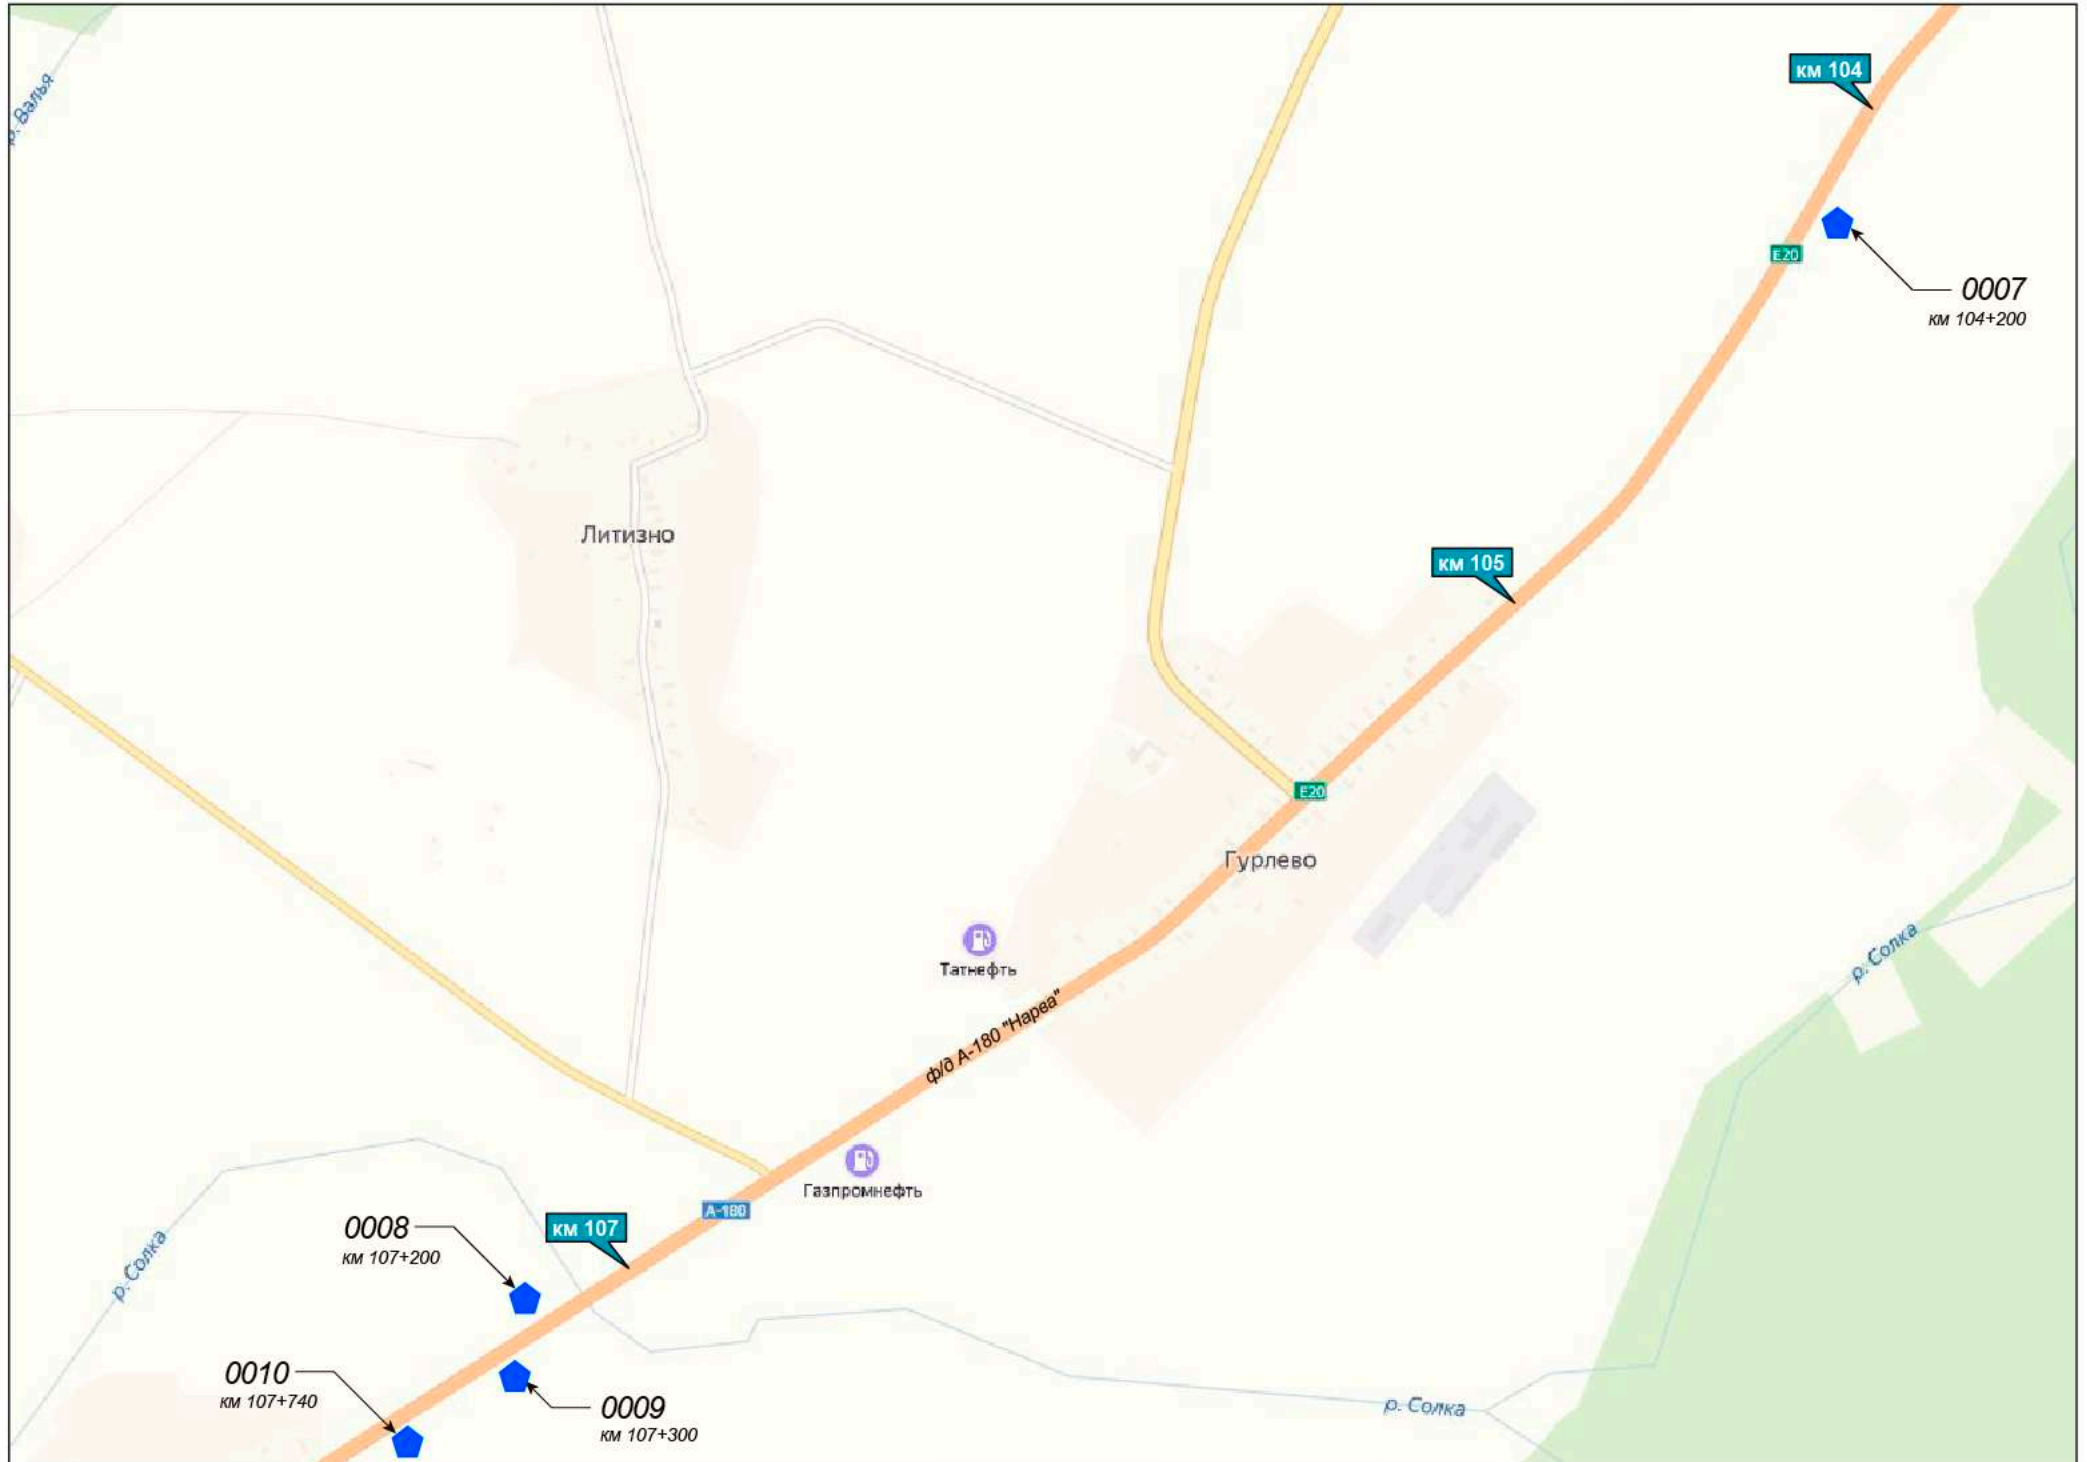 км 104
р. Валья
E20
0007
км 104+200
Литизно
км 105
E20
Гурлево
р. Солка
Татнефть
ф/д А-180 "Нарва"
Газпромнефть
А-180
0008
км 107+200
км 107
р. Солка
0010
км 107+740
0009
км 107+300
р. Солка